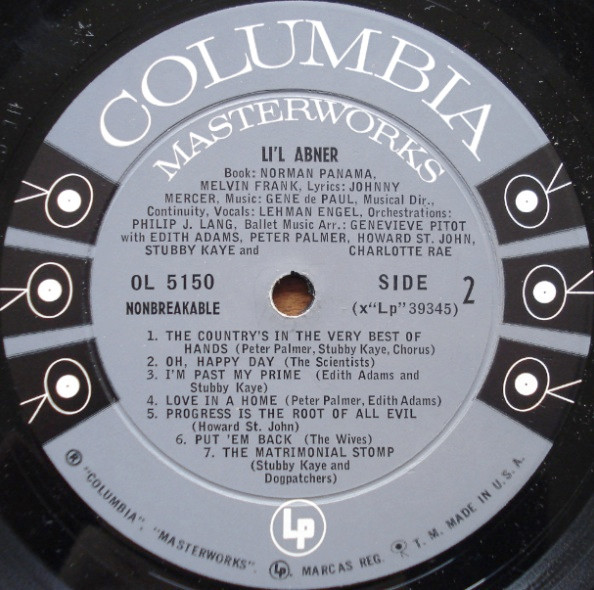 COLUMBIA
MASTERWORKS
LI'L ABNER
Book: NORMAN PANAMA,
MELVIN FRANK, Lyrics: JOHNNY
MERCER, Music: GENE de PAUL, Musical Dir.,
Continuity, Vocals: LEHMAN ENGEL, Orchestrations:
PHILIP J. LANG, Ballet Music Arr.: GENEVIEVE PITOT
with EDITH ADAMS, PETER PALMER, HOWARD ST. JOHN,
STUBBY KAYE and CHARLOTTE RAE
OL 5150 SIDE 2
NONBREAKABLE (x"Lp" 39345)
1. THE COUNTRY'S IN THE VERY BEST OF
HANDS (Peter Palmer, Stubby Kaye, Chorus)
2. OH, HAPPY DAY (The Scientists)
3. I'M PAST MY PRIME (Edith Adams and
Stubby Kaye)
4. LOVE IN A HOME (Peter Palmer, Edith Adams)
5. PROGRESS IS THE ROOT OF ALL EVIL
(Howard St. John)
6. PUT 'EM BACK (The Wives)
7. THE MATRIMONIAL STOMP
(Stubby Kaye and
Dogpatchers)
Lp
® "COLUMBIA", "MASTERWORKS", Lp, MARCAS REG. T. M. MADE IN U.S.A.